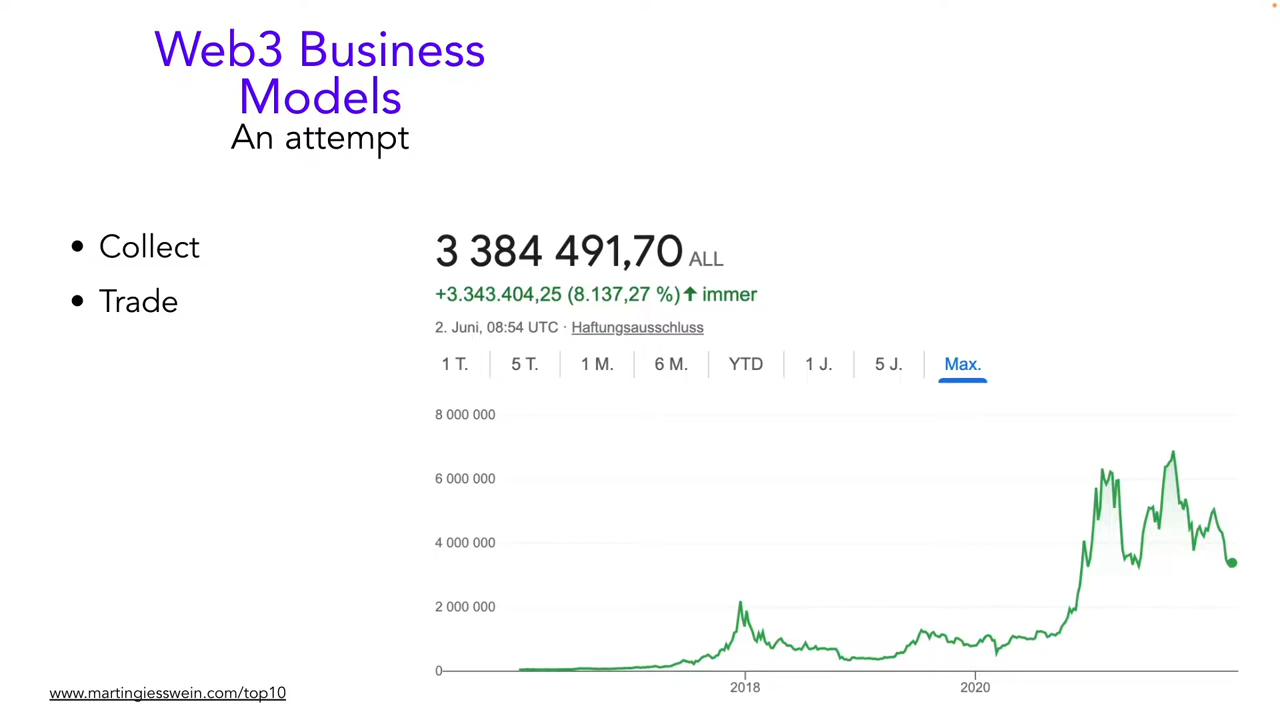 Web3 Business
Models
An attempt
• Collect
• Trade
3 384 491,70 ALL
+3.343.404,25 (8.137,27 %)↑ immer
2. Juni, 08:54 UTC · Haftungsausschluss
1 T. 5 T. 1 M. 6 M. YTD 1 J. 5 J. Max.
8 000 000
6 000 000
4 000 000
2 000 000
0
2018 2020
www.martingiesswein.com/top10